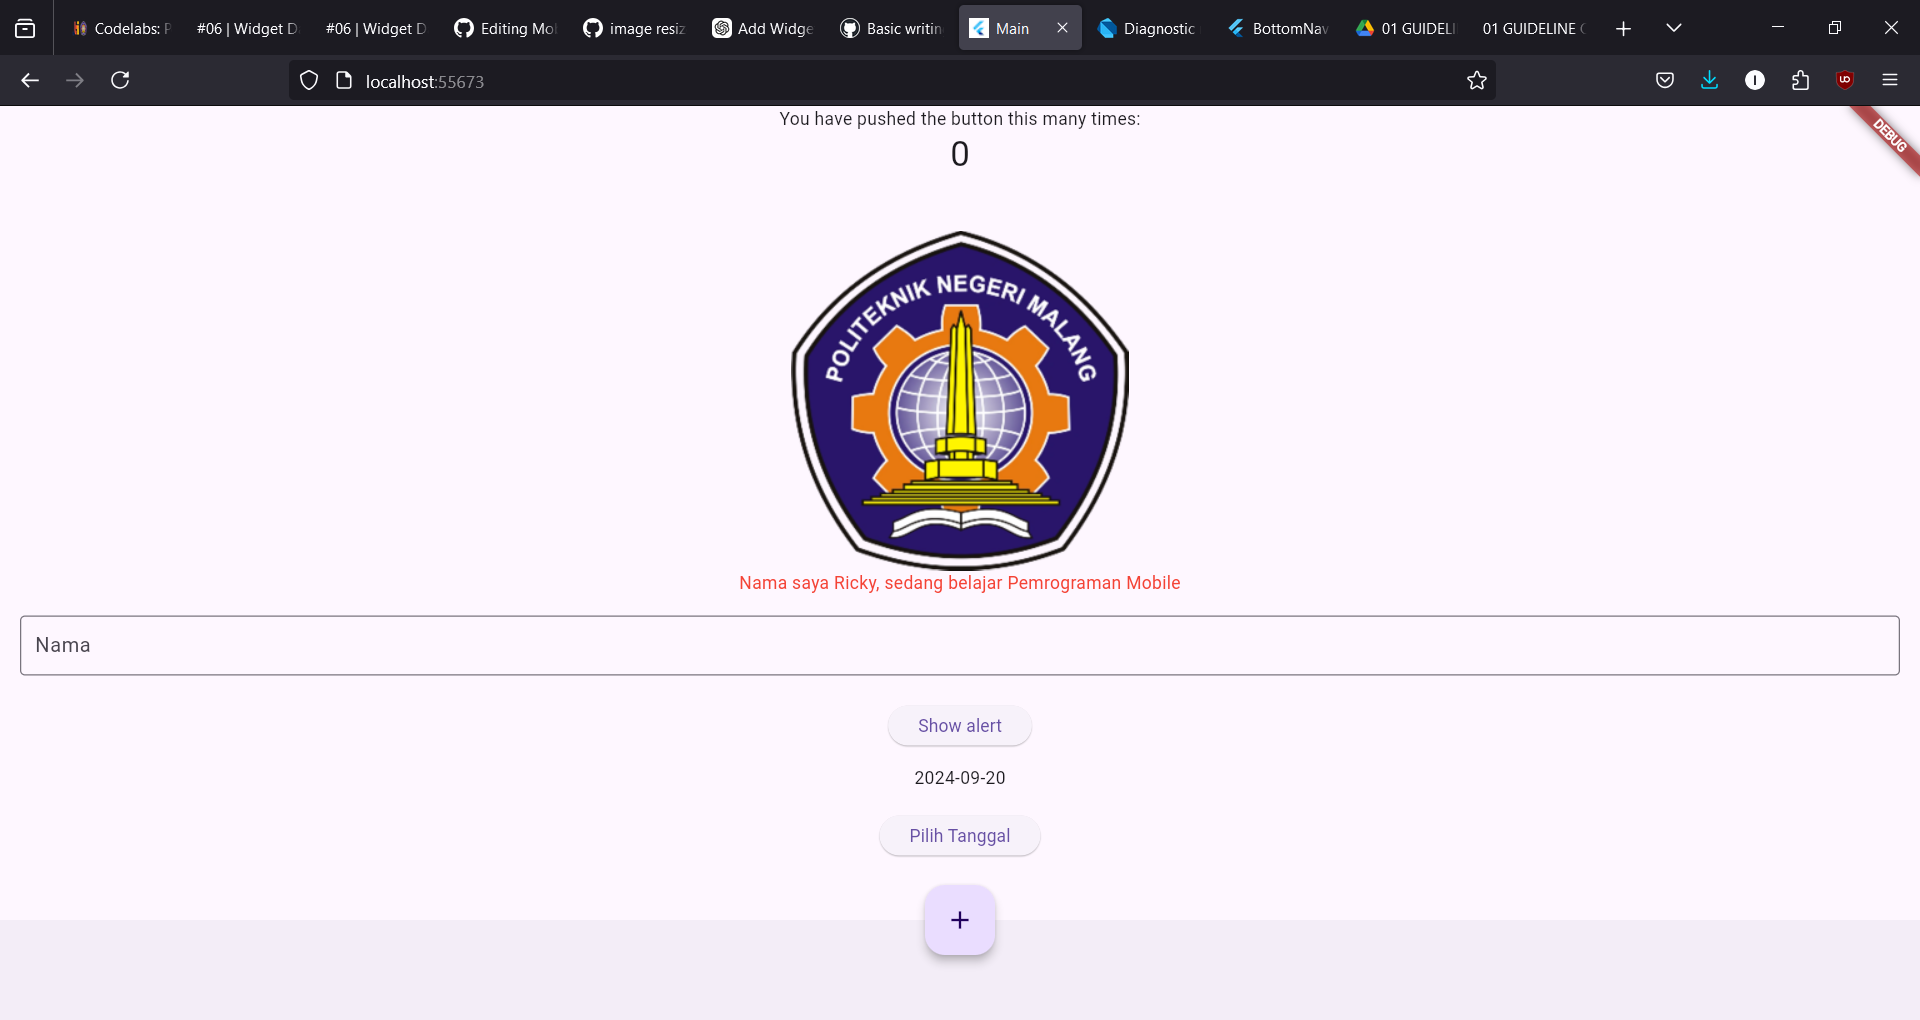 Codelabs: P
#06 | Widget D
#06 | Widget D
Editing Mo
image resiz
Add Widge
Basic writin
Main
Diagnostic
BottomNav
01 GUIDELI
01 GUIDELINE
localhost:55673
You have pushed the button this many times:
0
DEBUG
POLITEKNIK NEGERI MALANG
Nama saya Ricky, sedang belajar Pemrograman Mobile
Nama
Show alert
2024-09-20
Pilih Tanggal